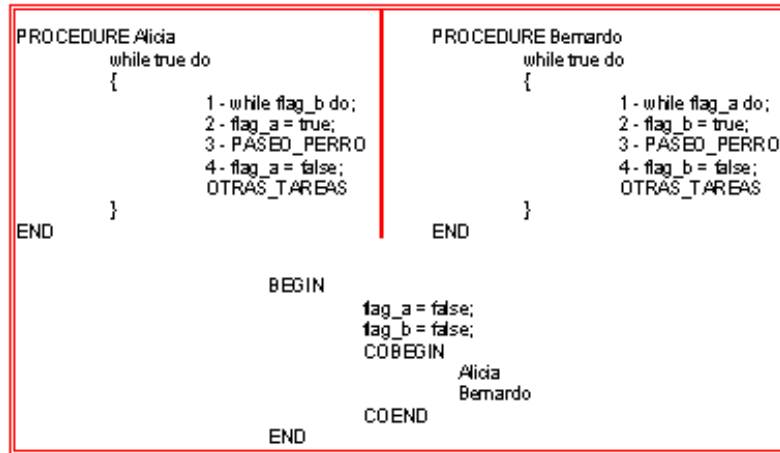 PROCEDURE Alicia
while true do
{
1 - while flag_b do;
2 - flag_a = true;
3 - PASEO_PERRO
4 - flag_a = false;
OTRAS_TAREAS
}
END
PROCEDURE Bernardo
while true do
{
1 - while flag_a do;
2 - flag_b = true;
3 - PASEO_PERRO
4 - flag_b = false;
OTRAS_TAREAS
}
END
BEGIN
flag_a = false;
flag_b = false;
COBEGIN
Alicia
Bernardo
COEND
END